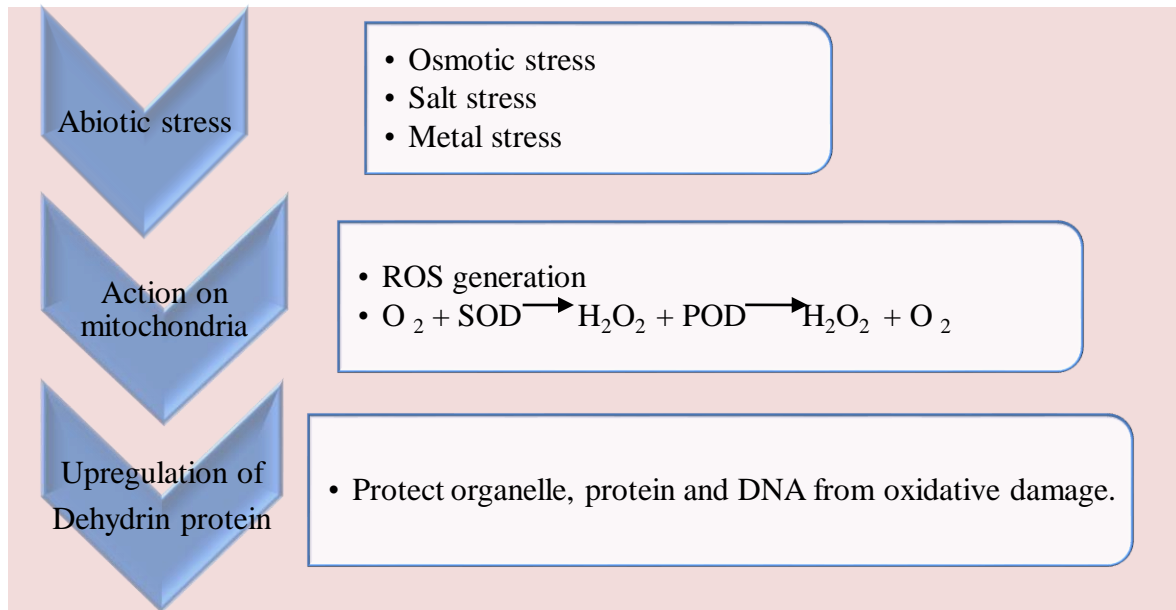 Abiotic stress
• Osmotic stress
• Salt stress
• Metal stress
Action on
mitochondria
• ROS generation
• O ₂ + SOD ⟶ H₂O₂ + POD ⟶ H₂O₂ + O ₂
Upregulation of
Dehydrin protein
• Protect organelle, protein and DNA from oxidative damage.